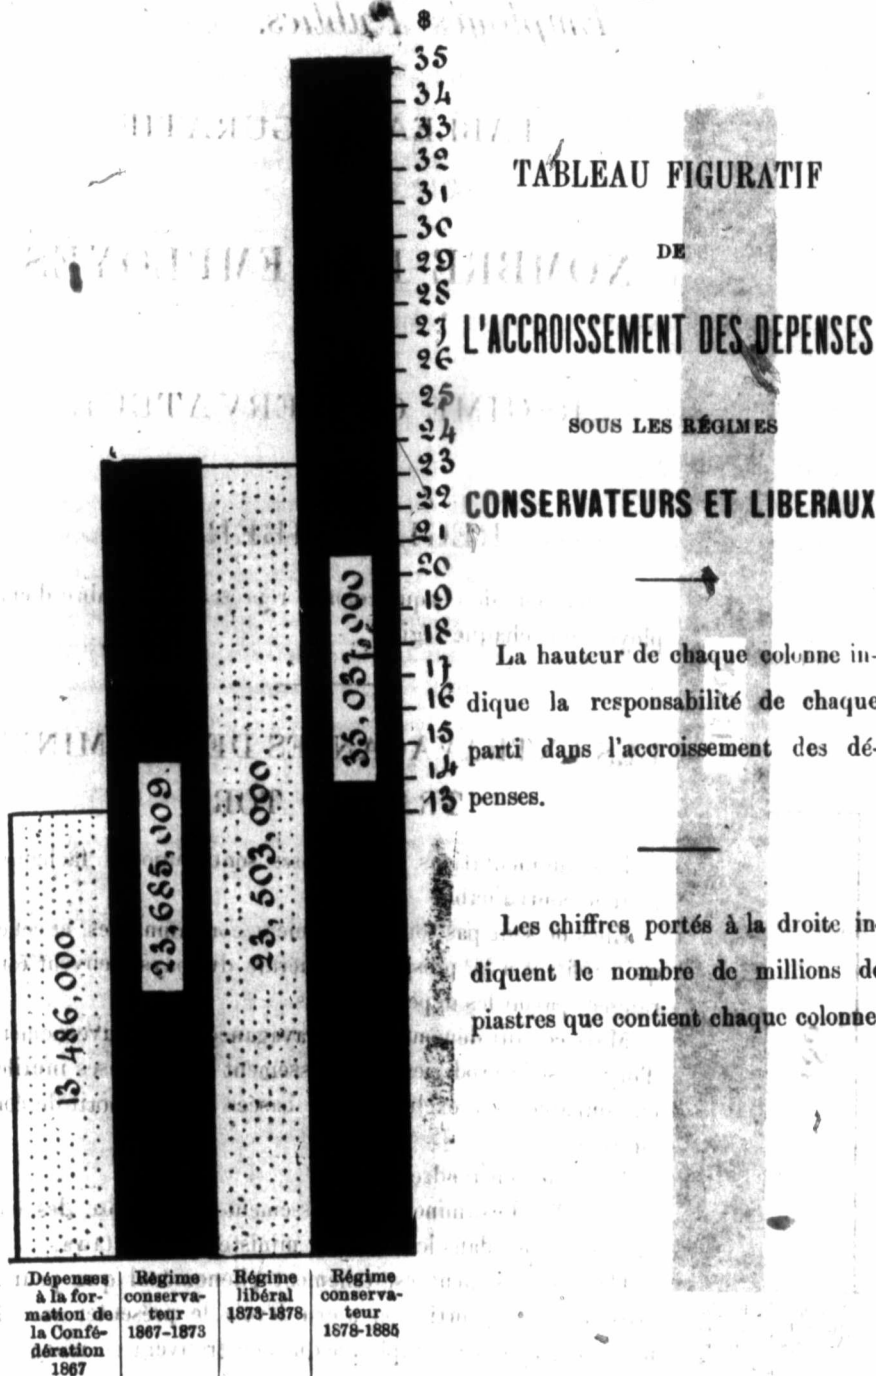 $
35
34
33
32
31
30
29
28
27
26
25
24
23
22
21
20
19
18
17
16
15
14
13
TABLEAU FIGURATIF
DE
L'ACCROISSEMENT DES DEPENSES
SOUS LES RÉGIMES
CONSERVATEURS ET LIBERAUX
La hauteur de chaque colonne in-
dique la responsabilité de chaque
parti dans l'accroissement des dé-
penses.
Les chiffres portés à la droite in-
diquent le nombre de millions de
piastres que contient chaque colonne
13,486,000.
23,685,009.
23,503,000.
35,037,000
Dépenses
à la for-
mation de
la Confé-
dération
1867
Régime
conserva-
teur
1867-1873
Régime
libéral
1873-1878
Régime
conserva-
teur
1878-1885